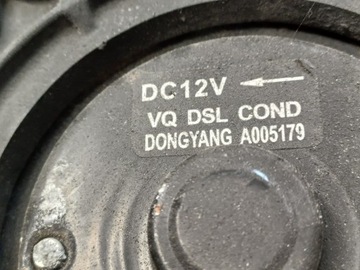 DC12V ←
VQ DSL COND
DONGYANG A005179